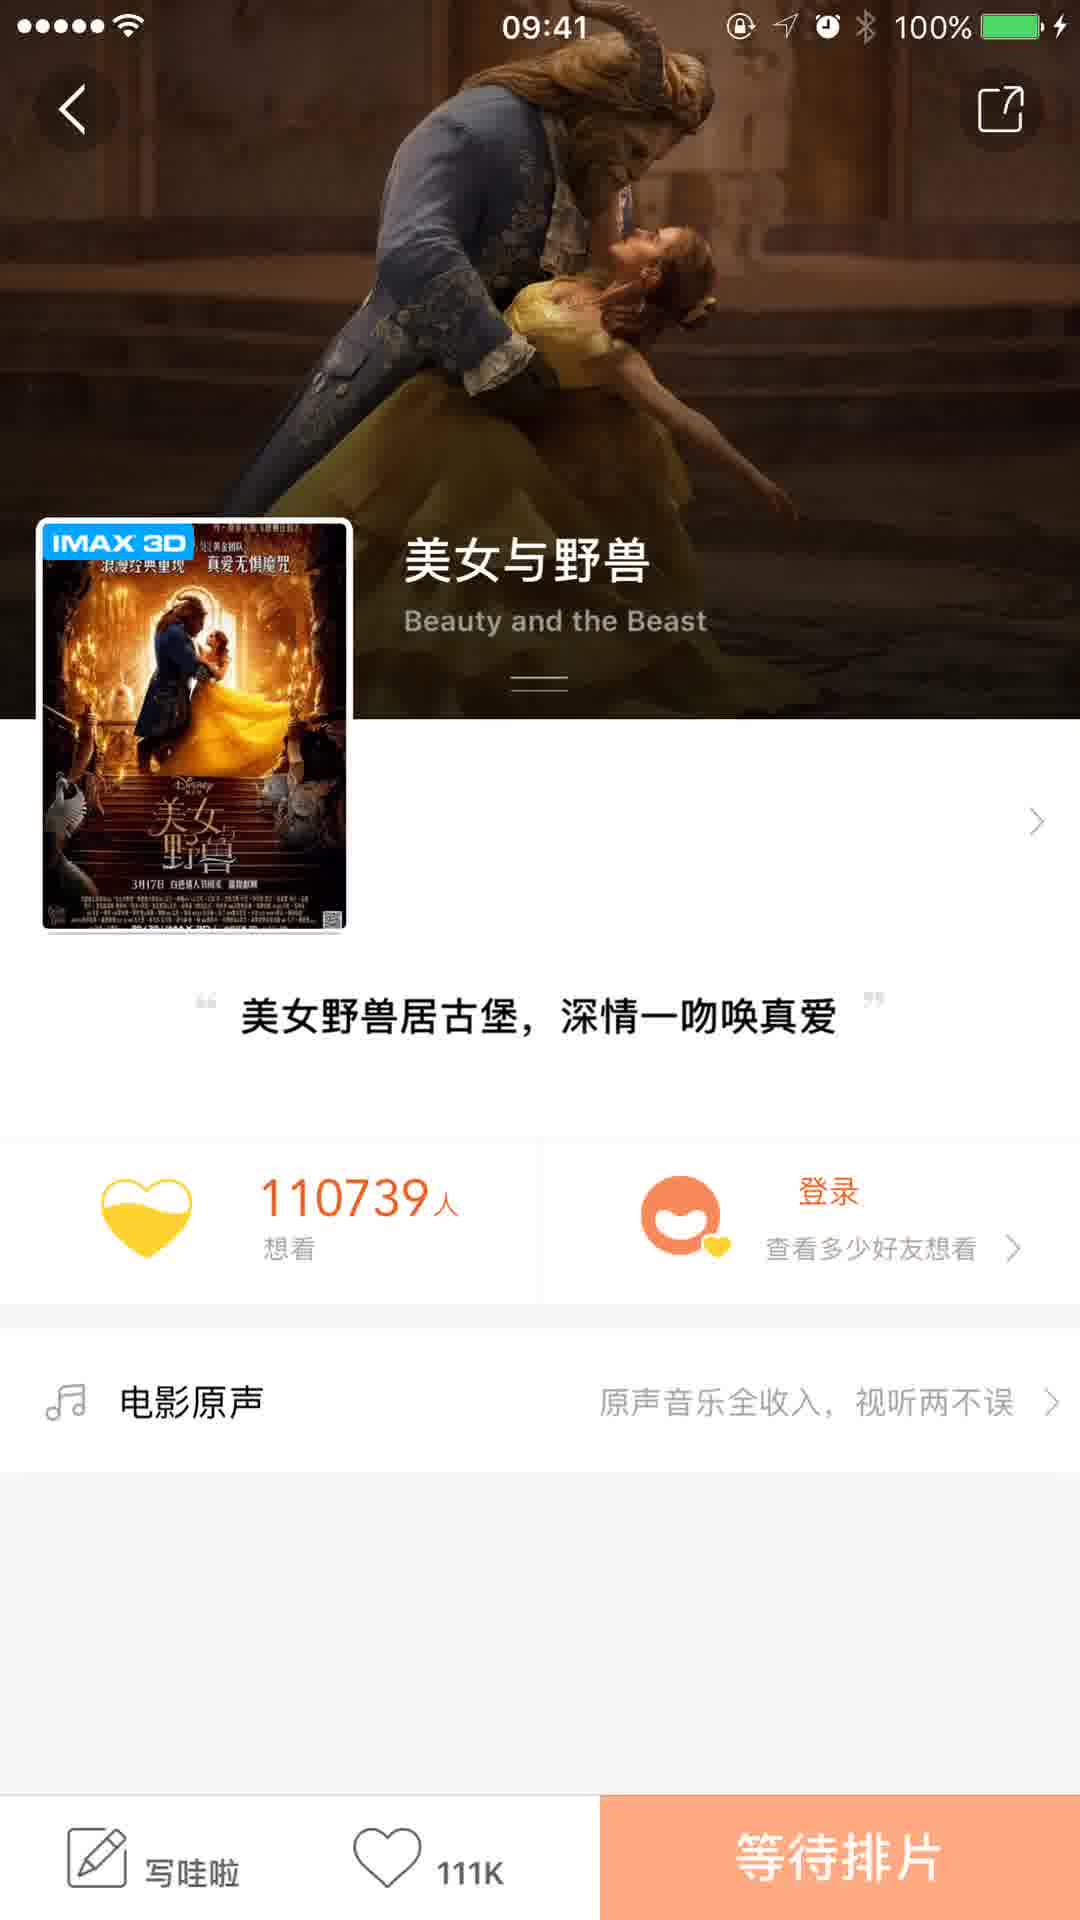 09:41
100%
IMAX 3D
浪漫经典重现 真爱无惧魔咒
美女与野兽
Beauty and the Beast
Disney
美女与野兽
3月17日
美女野兽居古堡，深情一吻唤真爱
110739人
想看
登录
查看多少好友想看
电影原声
原声音乐全收入，视听两不误
写哇啦
111K
等待排片